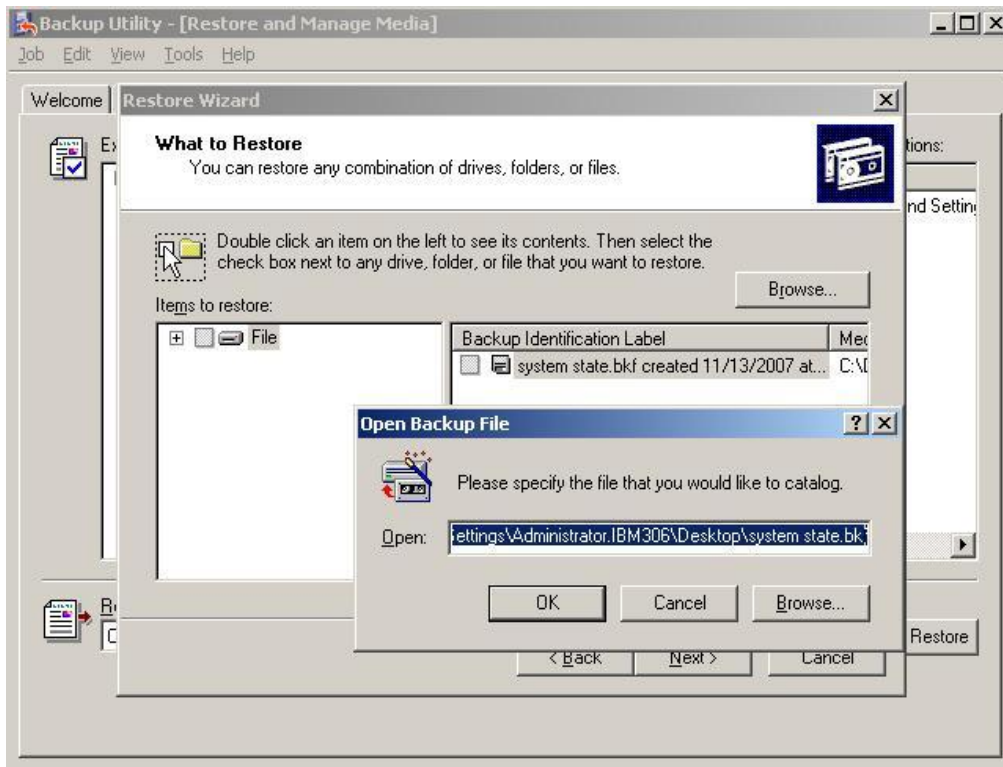 Backup Utility - [Restore and Manage Media]
Job Edit View Tools Help
Welcome
Restore Wizard
What to Restore
You can restore any combination of drives, folders, or files.
tions:
nd Setting
Double click an item on the left to see its contents. Then select the
check box next to any drive, folder, or file that you want to restore.
Browse...
Items to restore:
File
Backup Identification Label
system state.bkf created 11/13/2007 at...
C:\
Open Backup File
Please specify the file that you would like to catalog.
Open:
ettings\Administrator.IBM306\Desktop\system state.bk
OK Cancel Browse...
Restore
< Back Next > Cancel